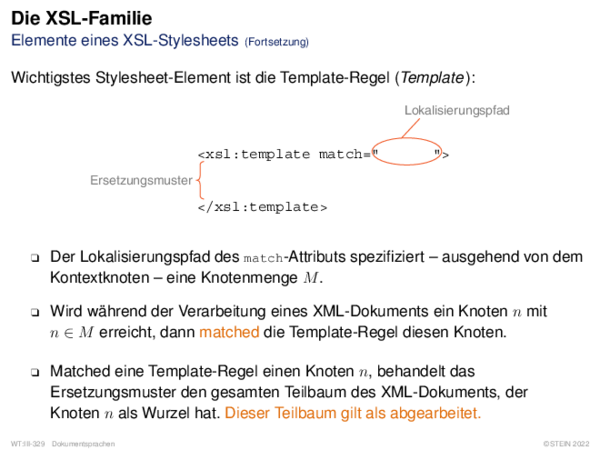 Die XSL-Familie
Elemente eines XSL-Stylesheets (Fortsetzung)
Wichtigstes Stylesheet-Element ist die Template-Regel (Template):
Lokalisierungspfad
<xsl:template match=" ">
Ersetzungsmuster
</xsl:template>
❏ Der Lokalisierungspfad des match-Attributs spezifiziert – ausgehend von dem
Kontextknoten – eine Knotenmenge M.
❏ Wird während der Verarbeitung eines XML-Dokuments ein Knoten n mit
n ∈ M erreicht, dann matched die Template-Regel diesen Knoten.
❏ Matched eine Template-Regel einen Knoten n, behandelt das
Ersetzungsmuster den gesamten Teilbaum des XML-Dokuments, der
Knoten n als Wurzel hat. Dieser Teilbaum gilt als abgearbeitet.
WT:III-329 Dokumentsprachen
©STEIN 2022